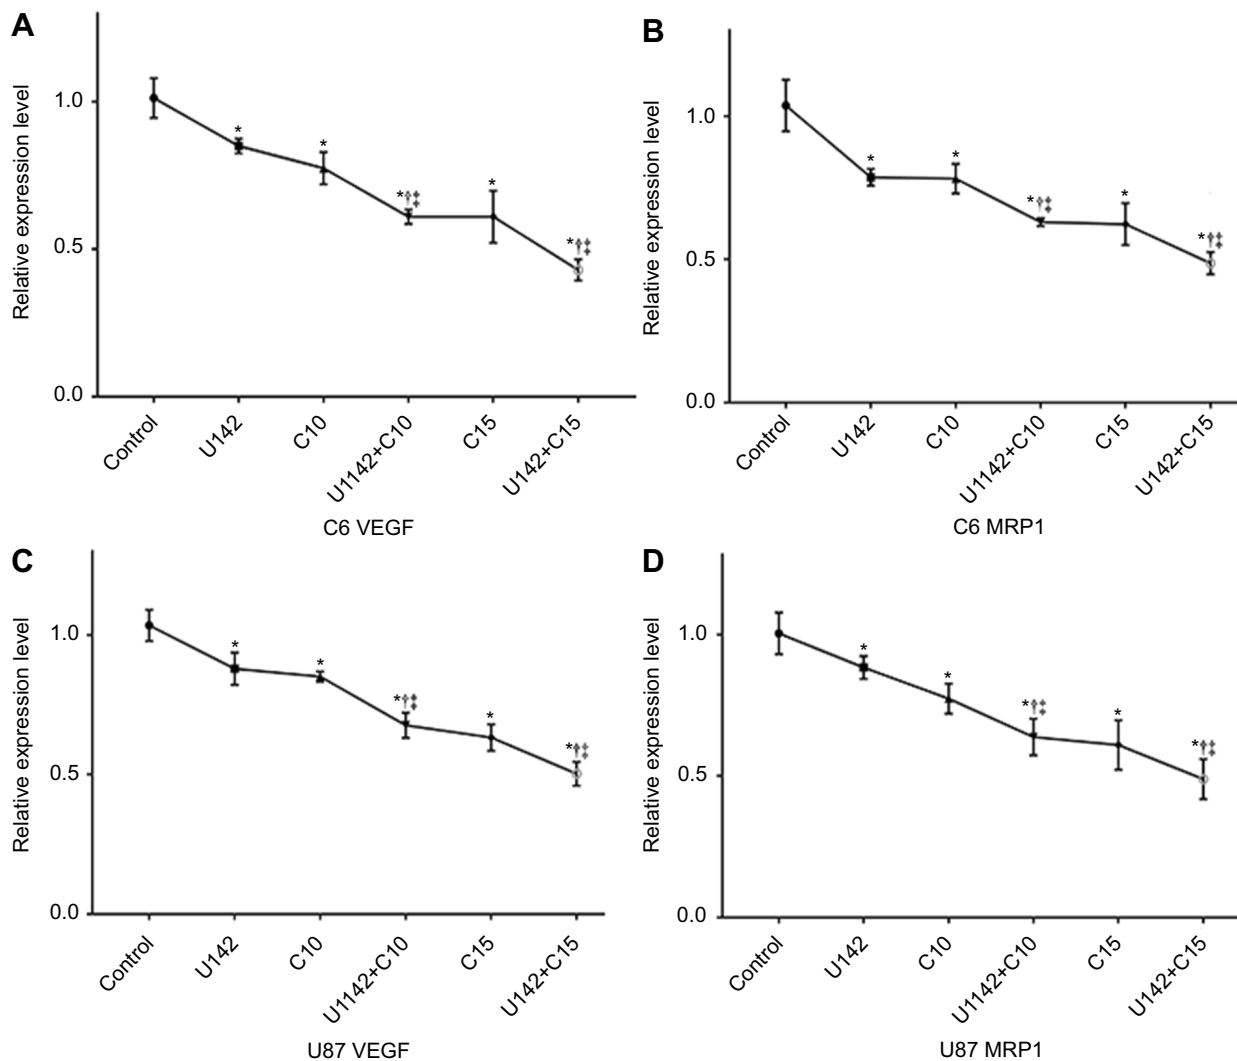 A
Relative expression level
1.0
0.5
0.0
*
*
*†‡
*
*†‡
Control
U142
C10
U1142+C10
C15
U142+C15
C6 VEGF
B
Relative expression level
1.0
0.5
0.0
*
*
*†‡
*
*†‡
Control
U142
C10
U1142+C10
C15
U142+C15
C6 MRP1
C
Relative expression level
1.0
0.5
0.0
*
*
*†‡
*
*†‡
Control
U142
C10
U1142+C10
C15
U142+C15
U87 VEGF
D
Relative expression level
1.0
0.5
0.0
*
*
*†‡
*
*†‡
Control
U142
C10
U1142+C10
C15
U142+C15
U87 MRP1